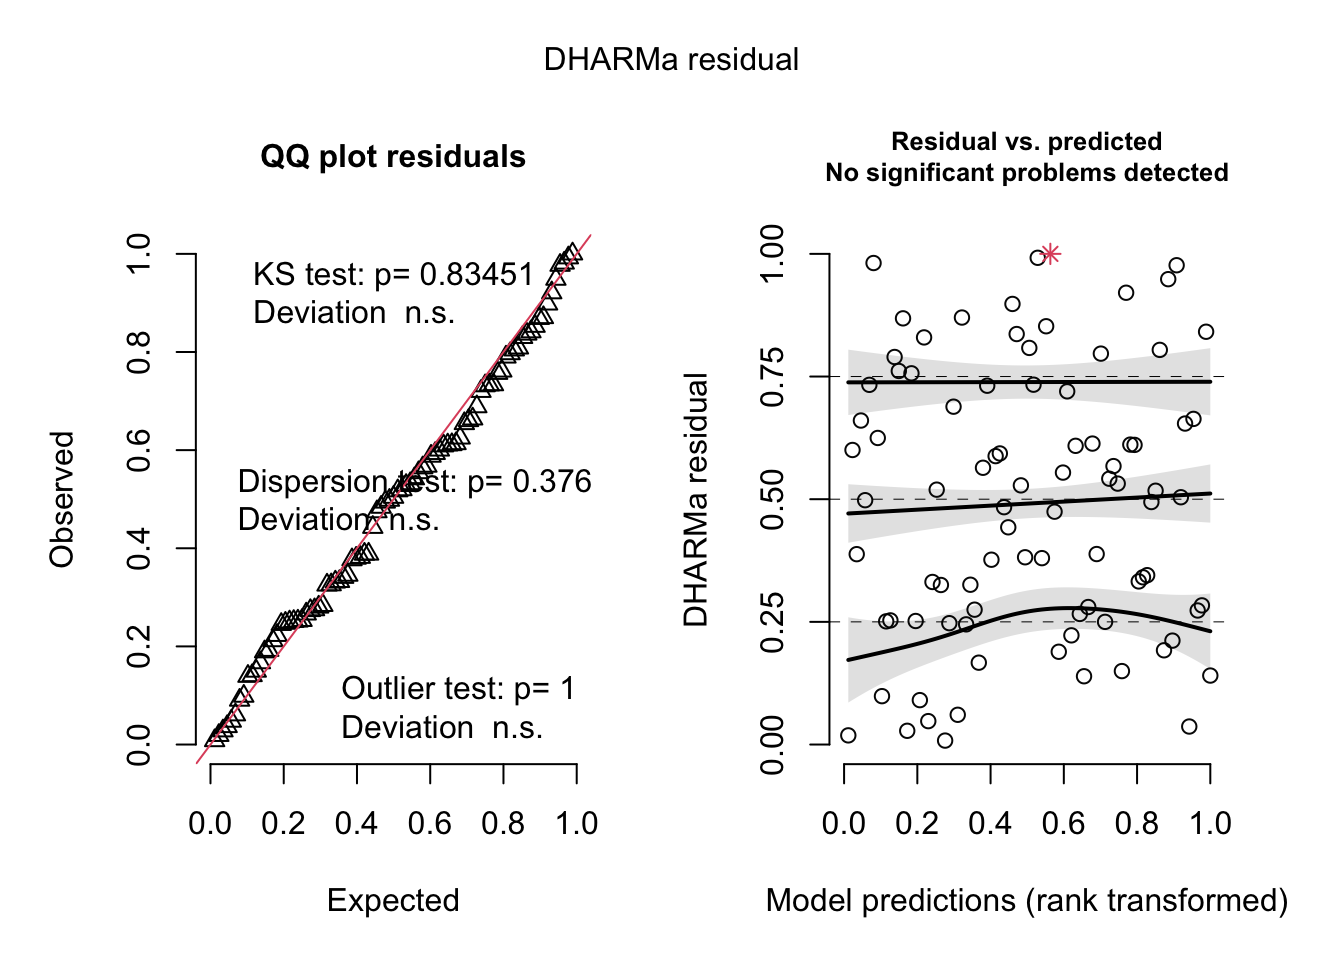 DHARMa residual
QQ plot residuals
KS test: p= 0.83451
Deviation  n.s.
Dispersion test: p= 0.376
Deviation  n.s.
Outlier test: p= 1
Deviation  n.s.
Observed
0.0 0.2 0.4 0.6 0.8 1.0
0.0 0.2 0.4 0.6 0.8 1.0
Expected
Residual vs. predicted
No significant problems detected
DHARMa residual
0.00 0.25 0.50 0.75 1.00
0.0 0.2 0.4 0.6 0.8 1.0
Model predictions (rank transformed)